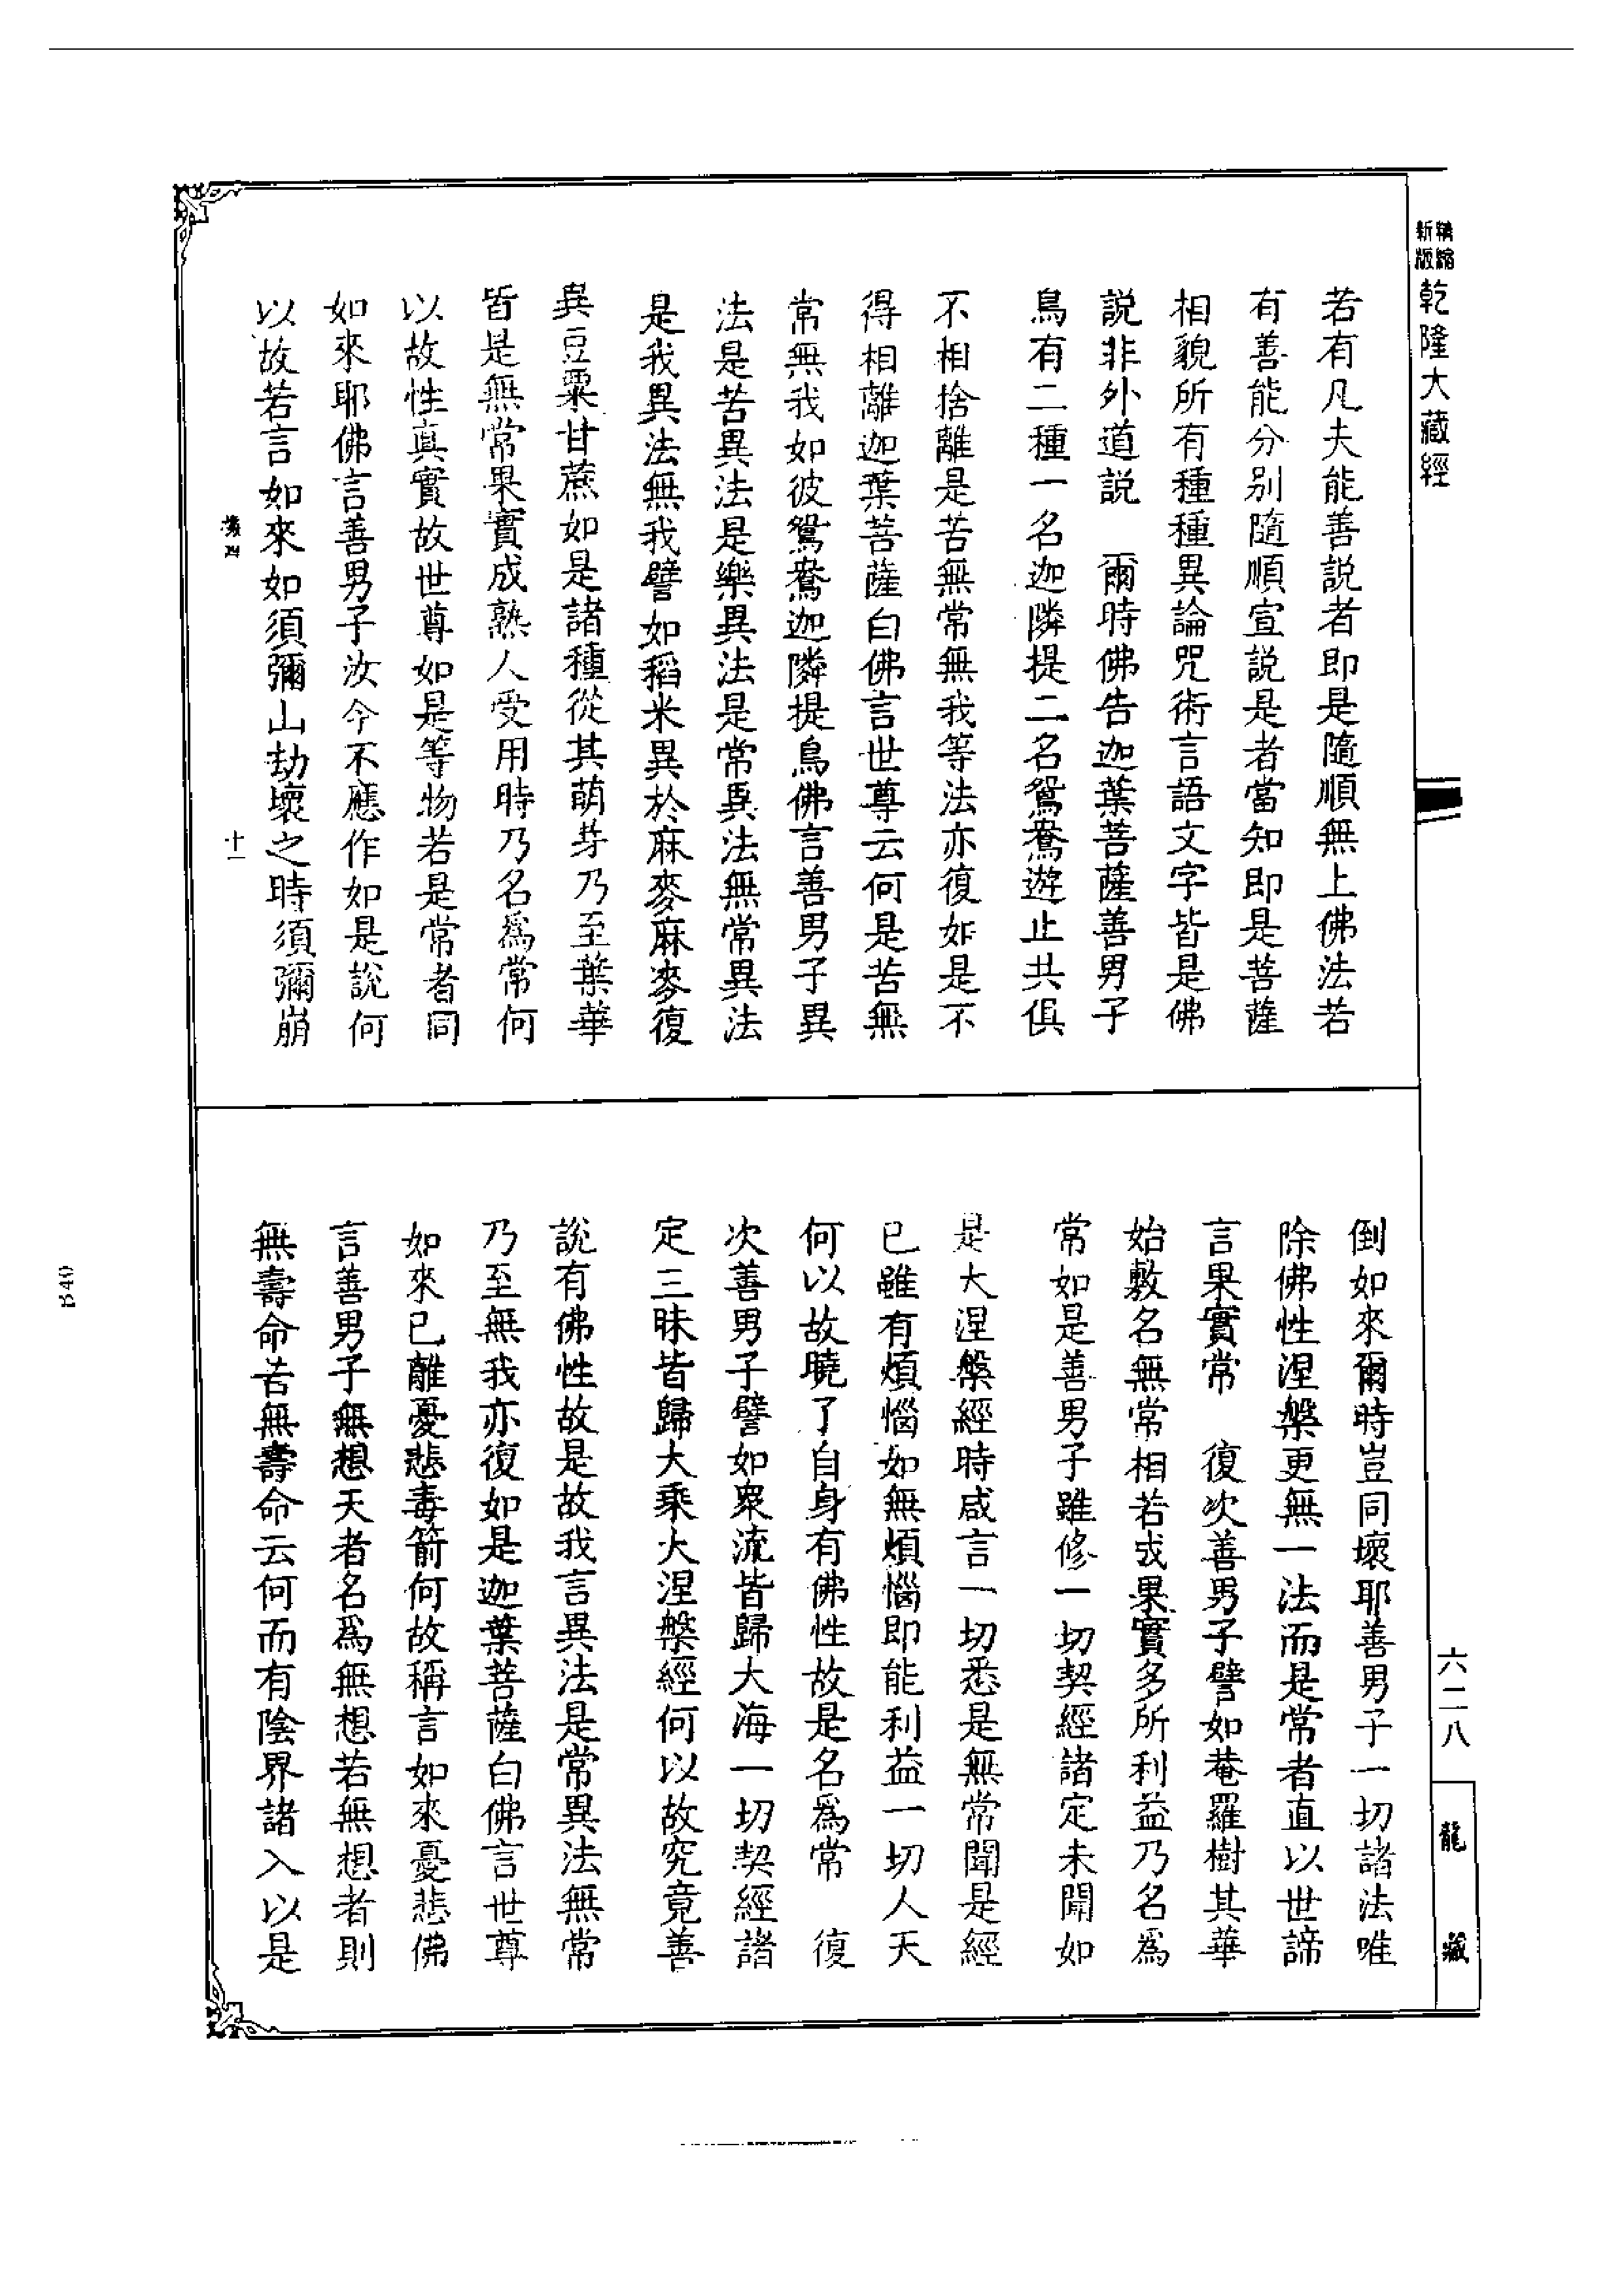 精縮
新版
乾隆大藏經
若有凡夫能善説者即是隨順無上佛法若
有善能分别隨順宣説是者當知即是菩薩
相貌所有種種異論咒術言語文字皆是佛
説非外道説　爾時佛告迦葉菩薩善男子
鳥有二種一名迦隣提二名鴛鴦遊止共俱
不相捨離是苦無常無我等法亦復如是不
得相離迦葉菩薩白佛言世尊云何是苦無
常無我如彼鴛鴦迦隣提鳥佛言善男子異
法是苦異法是樂異法是常異法無常異法
是我異法無我譬如稻米異於麻麥麻麥復
異豆粟甘蔗如是諸種從其萌芽乃至葉華
皆是無常果實成熟人受用時乃名爲常何
以故性真實故世尊如是等物若是常者同
如來耶佛言善男子汝今不應作如是説何
以故若言如來如須彌山劫壞之時須彌崩
十一
倒如來爾時豈同壞耶善男子一切諸法唯
除佛性涅槃更無一法而是常者直以世諦
言果實常　復次善男子譬如菴羅樹其華
始敷名無常相若成果實多所利益乃名爲
常如是善男子雖修一切契經諸定未聞如
是大涅槃經時咸言一切悉是無常聞是經
已雖有煩惱如無煩惱即能利益一切人天
何以故曉了自身有佛性故是名爲常　復
次善男子譬如衆流皆歸大海一切契經諸
定三昧皆歸大乘大涅槃經何以故究竟善
説有佛性故是故我言異法是常異法無常
乃至無我亦復如是迦葉菩薩白佛言世尊
如來已離憂悲毒箭何故稱言如來憂悲佛
言善男子無想天者名爲無想若無想者則
無壽命若無壽命云何而有陰界諸入以是
六二八
龍藏